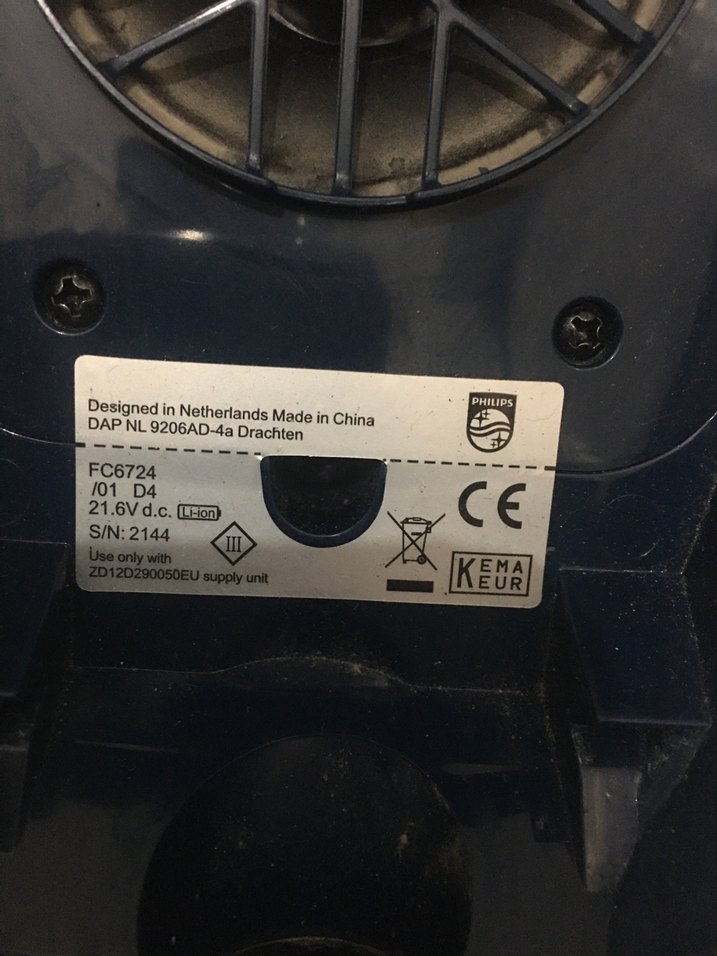 Designed in Netherlands Made in China
DAP NL 9206AD-4a Drachten
PHILIPS
FC6724
/01 D4
21.6V d.c. Li-ion
S/N: 2144
III
Use only with
ZD12D290050EU supply unit
CE
KEMA
KEUR